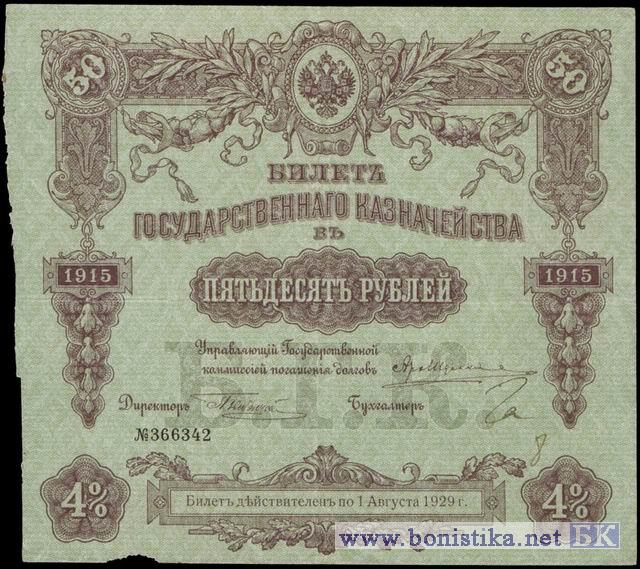 50 50
БИЛЕТЪ
ГОСУДАРСТВЕННАГО КАЗНАЧЕЙСТВА
ВЪ
1915 1915
ПЯТЬДЕСЯТЪ РУБЛЕЙ
Б.Г.К.
Управляющій Государственной
коммиссіей погашенія долговъ
Директоръ Бухгалтеръ
№366342
4% 4%
Билетъ дѣйствителенъ по 1 Августа 1929 г.
www.bonistika.net БК